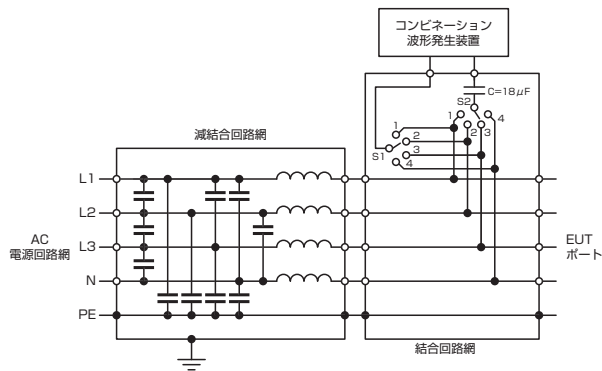 コンビネーション
波形発生装置
C=18μF
S2
1
4
2
3
1
2
3
4
S1
減結合回路網
L1
L2
L3
N
PE
AC
電源回路網
EUT
ポート
結合回路網